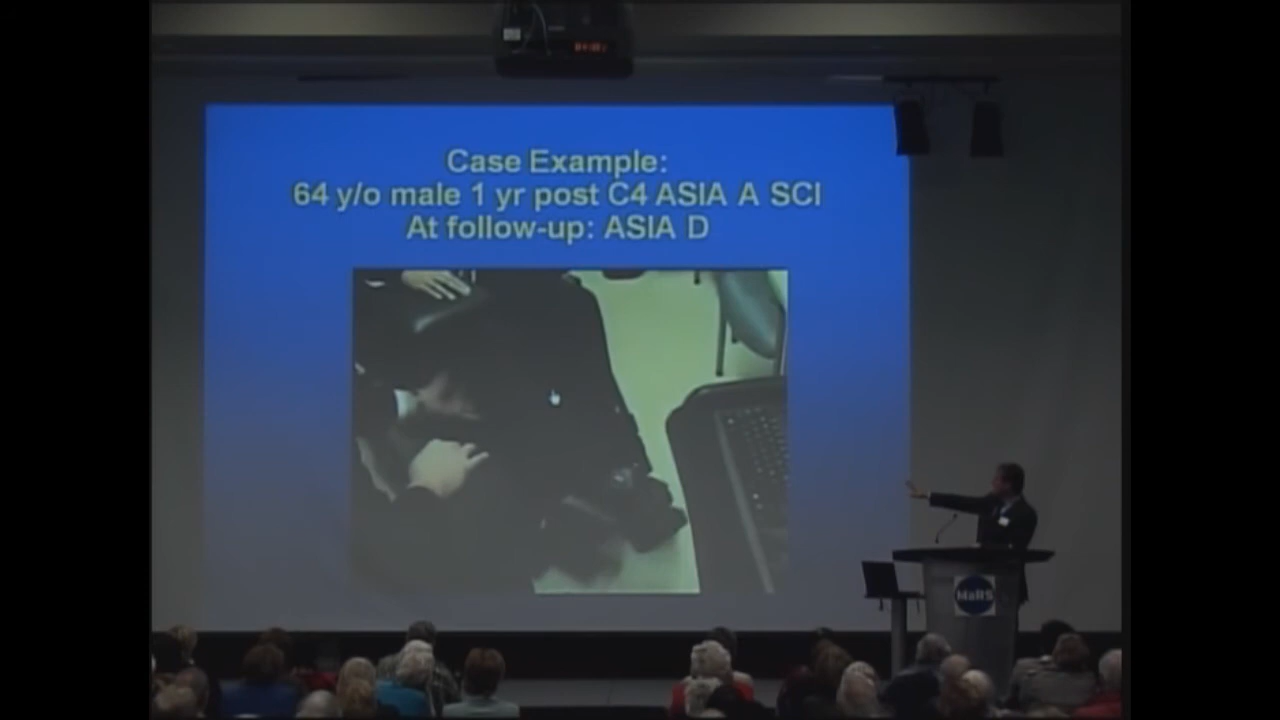 Case Example:
64 y/o male 1 yr post C4 ASIA A SCI
At follow-up: ASIA D
MaRS